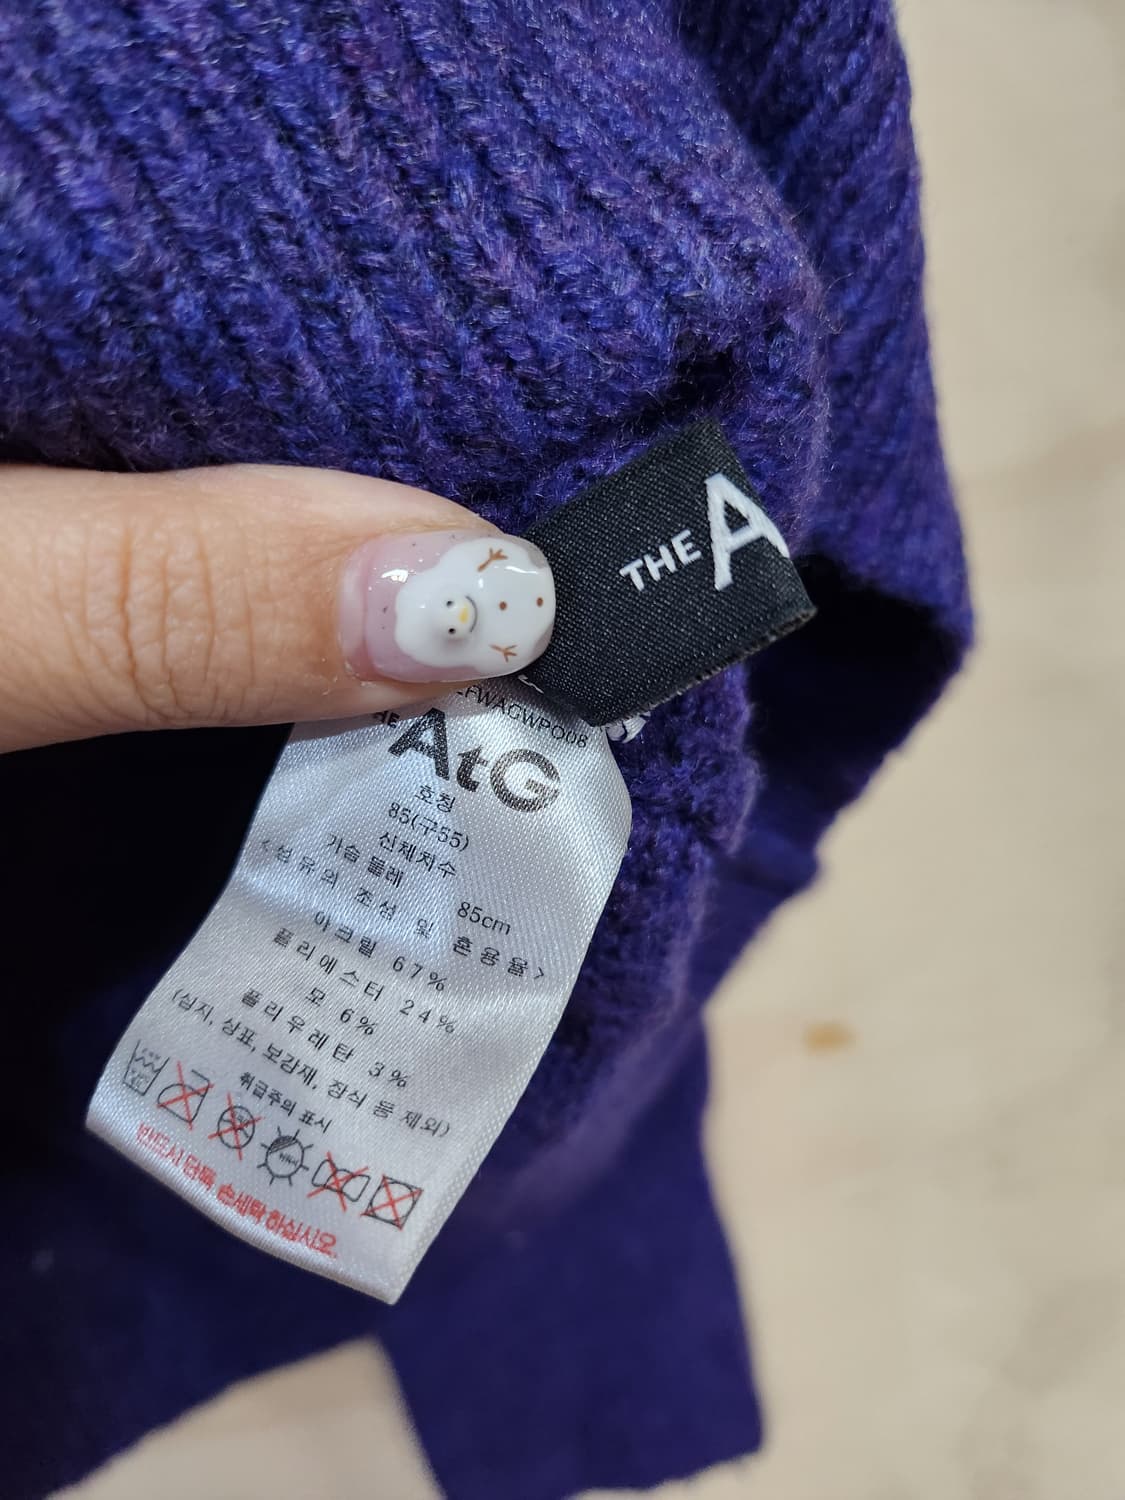 THE A
THE
AtG
호칭
85(구55)
신체치수
가슴 둘레 85cm
<섬유의 조성 및 혼용율>
아크릴 67%
폴리에스터 24%
모 6%
폴리우레탄 3%
(심지, 상표, 보강재, 장식 등 제외)
취급주의 표시
반드시 단독 손세탁 하십시오.